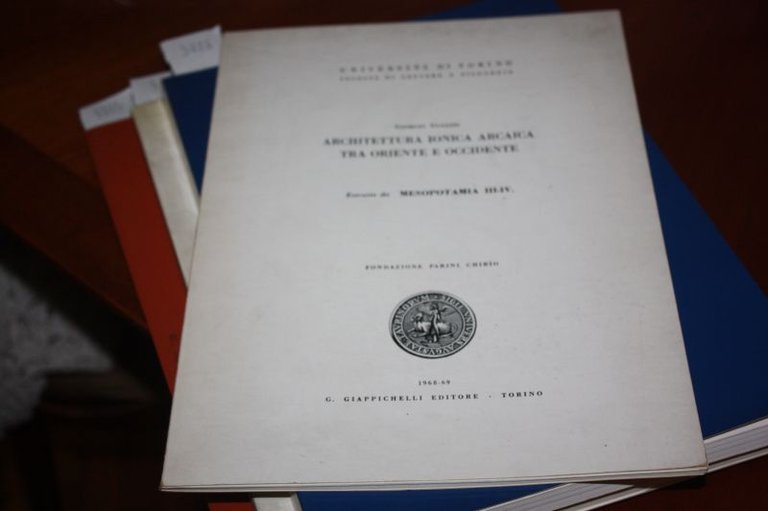 3888
UNIVERSITÀ DI TORINO
FACOLTÀ DI LETTERE E FILOSOFIA
ARCHITETTURA IONICA ARCAICA
TRA ORIENTE E OCCIDENTE
Estratto da MESOPOTAMIA III-IV.
FONDAZIONE PARINI CHIRIO
1968-69
G. GIAPPICHELLI EDITORE - TORINO